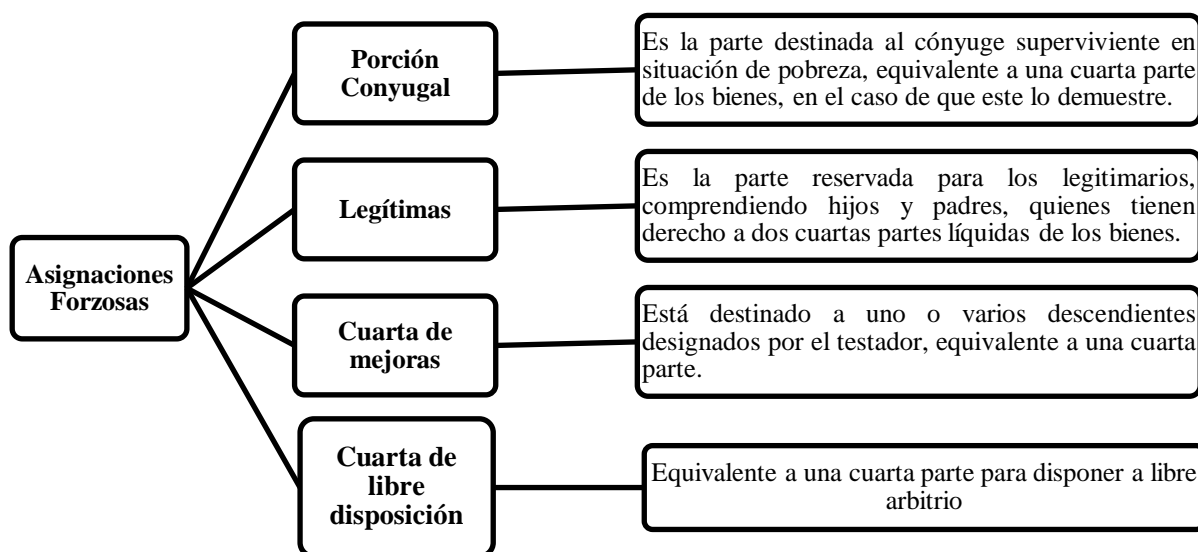 Porción
Conyugal
Es la parte destinada al cónyuge superviviente en
situación de pobreza, equivalente a una cuarta parte
de los bienes, en el caso de que este lo demuestre.
Legítimas
Es la parte reservada para los legitimarios,
comprendiendo hijos y padres, quienes tienen
derecho a dos cuartas partes líquidas de los bienes.
Asignaciones
Forzosas
Cuarta de
mejoras
Está destinado a uno o varios descendientes
designados por el testador, equivalente a una cuarta
parte.
Cuarta de
libre
disposición
Equivalente a una cuarta parte para disponer a libre
arbitrio